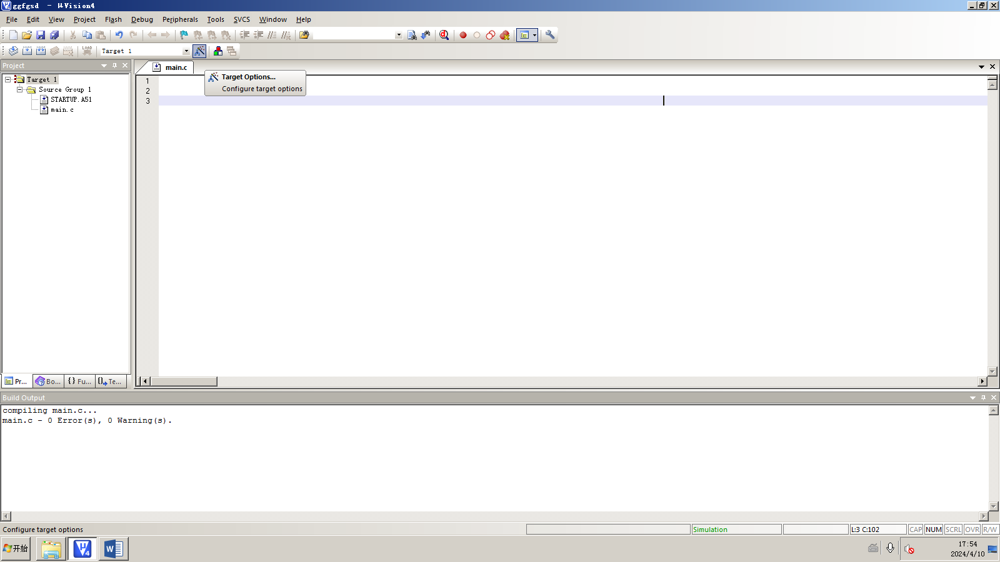 ggfgsd - µVision4
File Edit View Project Flash Debug Peripherals Tools SVCS Window Help
LOAD
Target 1
Project
main.c
Target Options...
Configure target options
Target 1
Source Group 1
STARTUP.A51
main.c
1
2
3
Pr... Bo... {} Fu... Te...
Build Output
compiling main.c...
main.c - 0 Error(s), 0 Warning(s).
Configure target options
Simulation
L:3 C:102
CAP NUM SCRL OVR R/W
开始
17:54
2024/4/10